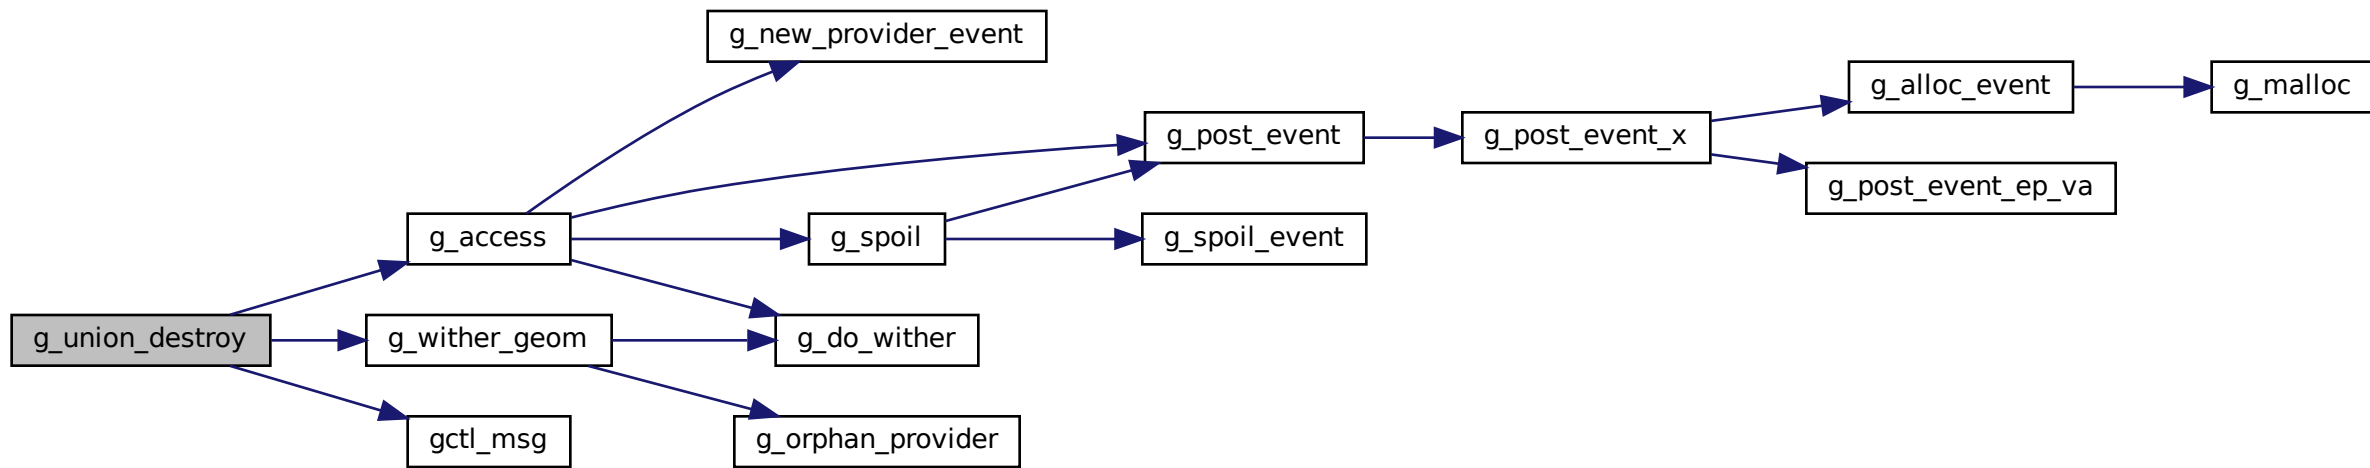 g_new_provider_event
g_alloc_event
g_malloc
g_post_event
g_post_event_x
g_post_event_ep_va
g_access
g_spoil
g_spoil_event
g_union_destroy
g_wither_geom
g_do_wither
gctl_msg
g_orphan_provider